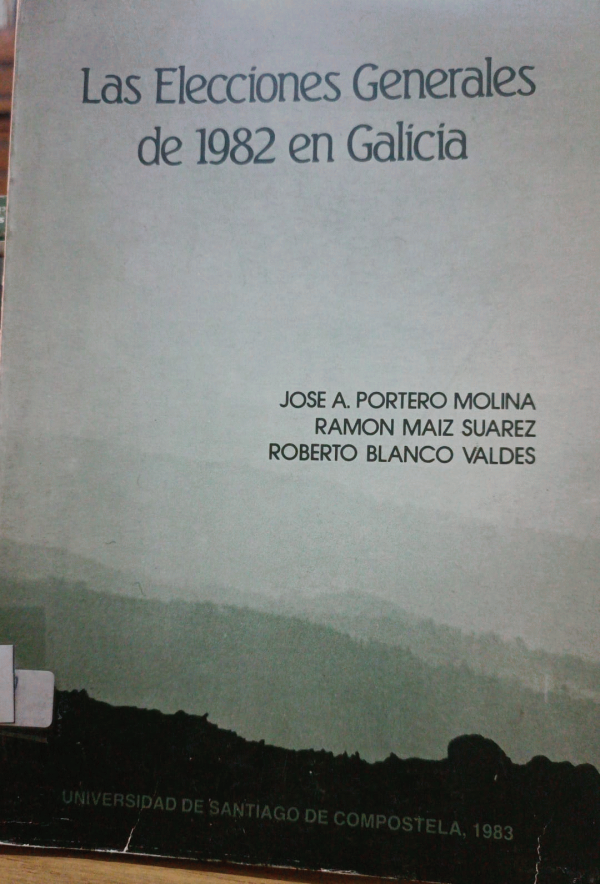 Las Elecciones Generales
de 1982 en Galicia
JOSE A. PORTERO MOLINA
RAMON MAIZ SUAREZ
ROBERTO BLANCO VALDES
UNIVERSIDAD DE SANTIAGO DE COMPOSTELA, 1983